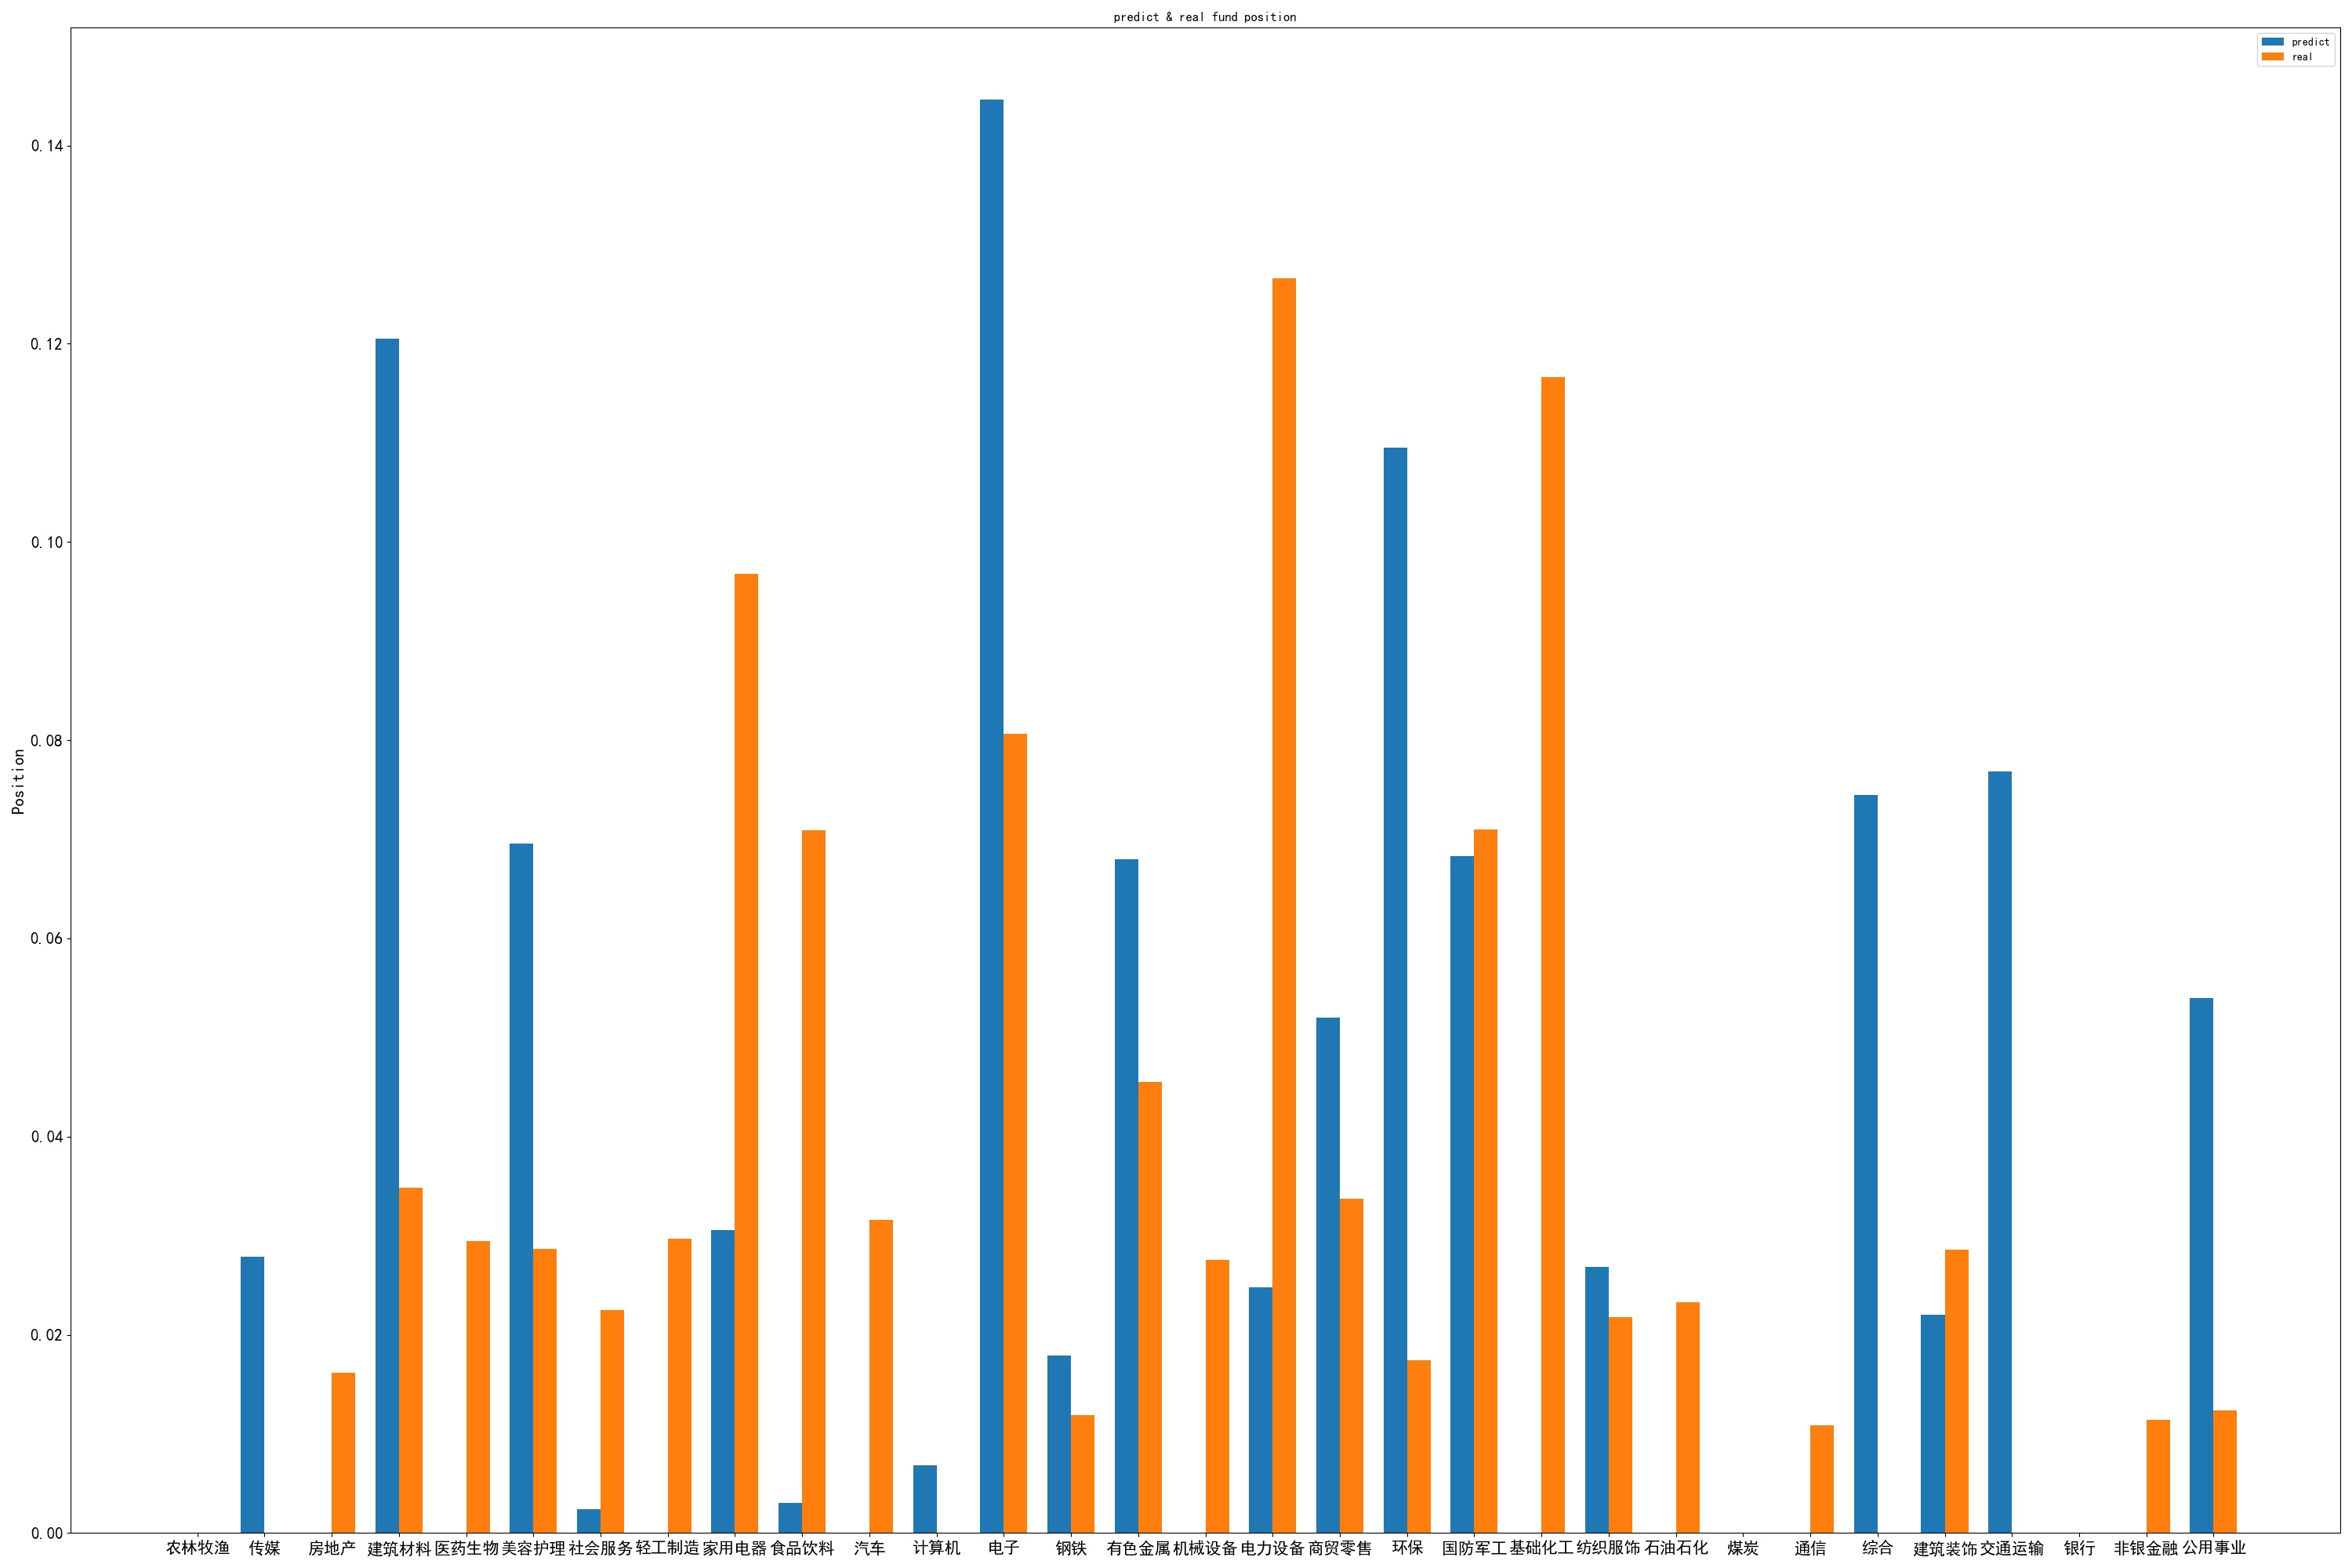 predict & real fund position
predict
real
0.14
0.12
0.10
0.08
0.06
0.04
0.02
0.00
Position
农林牧渔 传媒 房地产 建筑材料 医药生物 美容护理 社会服务 轻工制造 家用电器 食品饮料 汽车 计算机 电子 钢铁 有色金属 机械设备 电力设备 商贸零售 环保 国防军工 基础化工 纺织服饰 石油石化 煤炭 通信 综合 建筑装饰 交通运输 银行 非银金融 公用事业